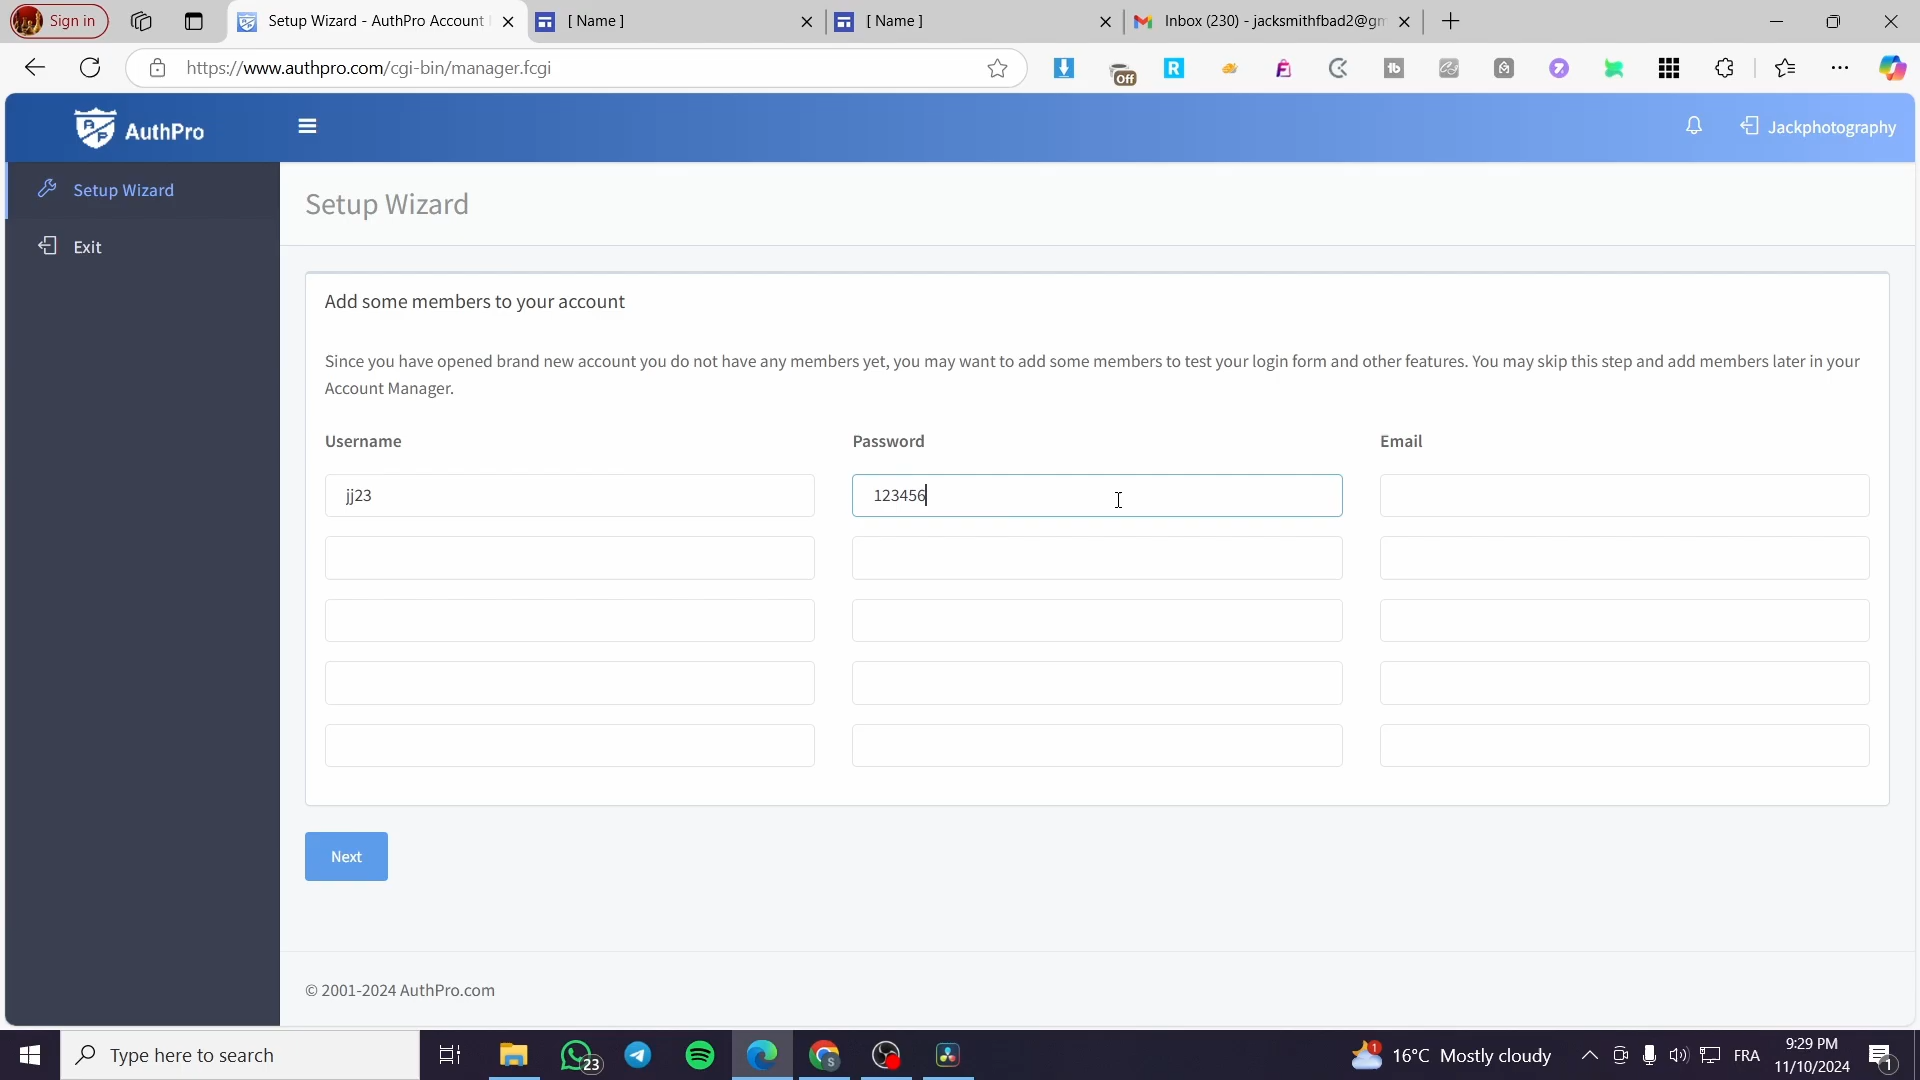 Sign in
Setup Wizard - AuthPro Account
[ Name ]
[ Name ]
Inbox (230) - jacksmithfbad2@gm
https://www.authpro.com/cgi-bin/manager.fcgi
Off
AuthPro
Jackphotography
Setup Wizard
Exit
Setup Wizard
Add some members to your account
Since you have opened brand new account you do not have any members yet, you may want to add some members to test your login form and other features. You may skip this step and add members later in your
Account Manager.
Username
Password
Email
jj23
123456
Next
© 2001-2024 AuthPro.com
Type here to search
23
1
16°C Mostly cloudy
FRA
9:29 PM
11/10/2024
1